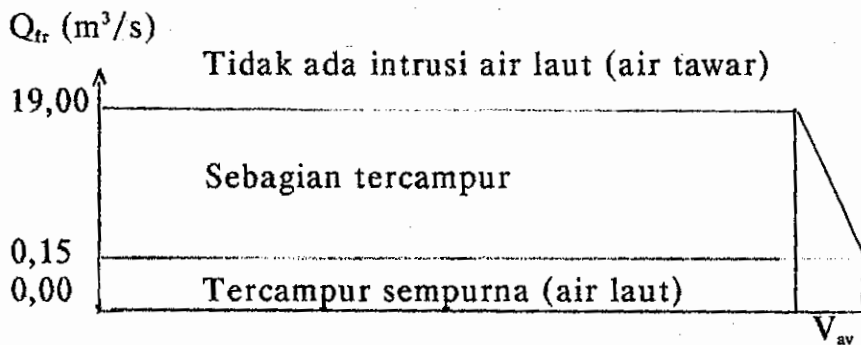 Q_fr (m³/s)
Tidak ada intrusi air laut (air tawar)
19,00
Sebagian tercampur
0,15
0,00 Tercampur sempurna (air laut)
V_av